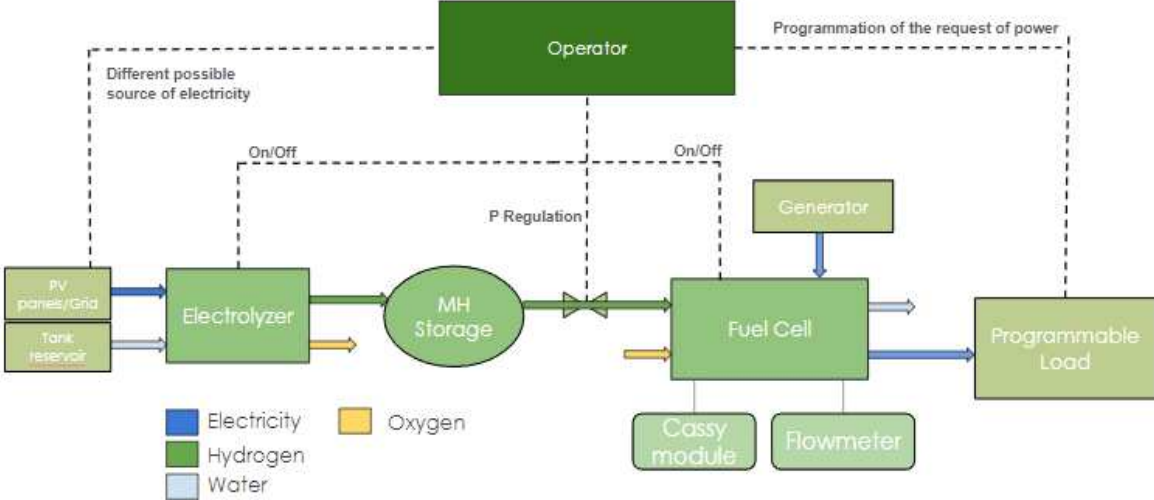 Operator
Programmation of the request of power
Different possible
source of electricity
On/Off
On/Off
P Regulation
Generator
PV
panels/Grid
Electrolyzer
MH
Storage
Fuel Cell
Programmable
Load
Tank
reservoir
Cassy
module
Flowmeter
Electricity
Oxygen
Hydrogen
Water